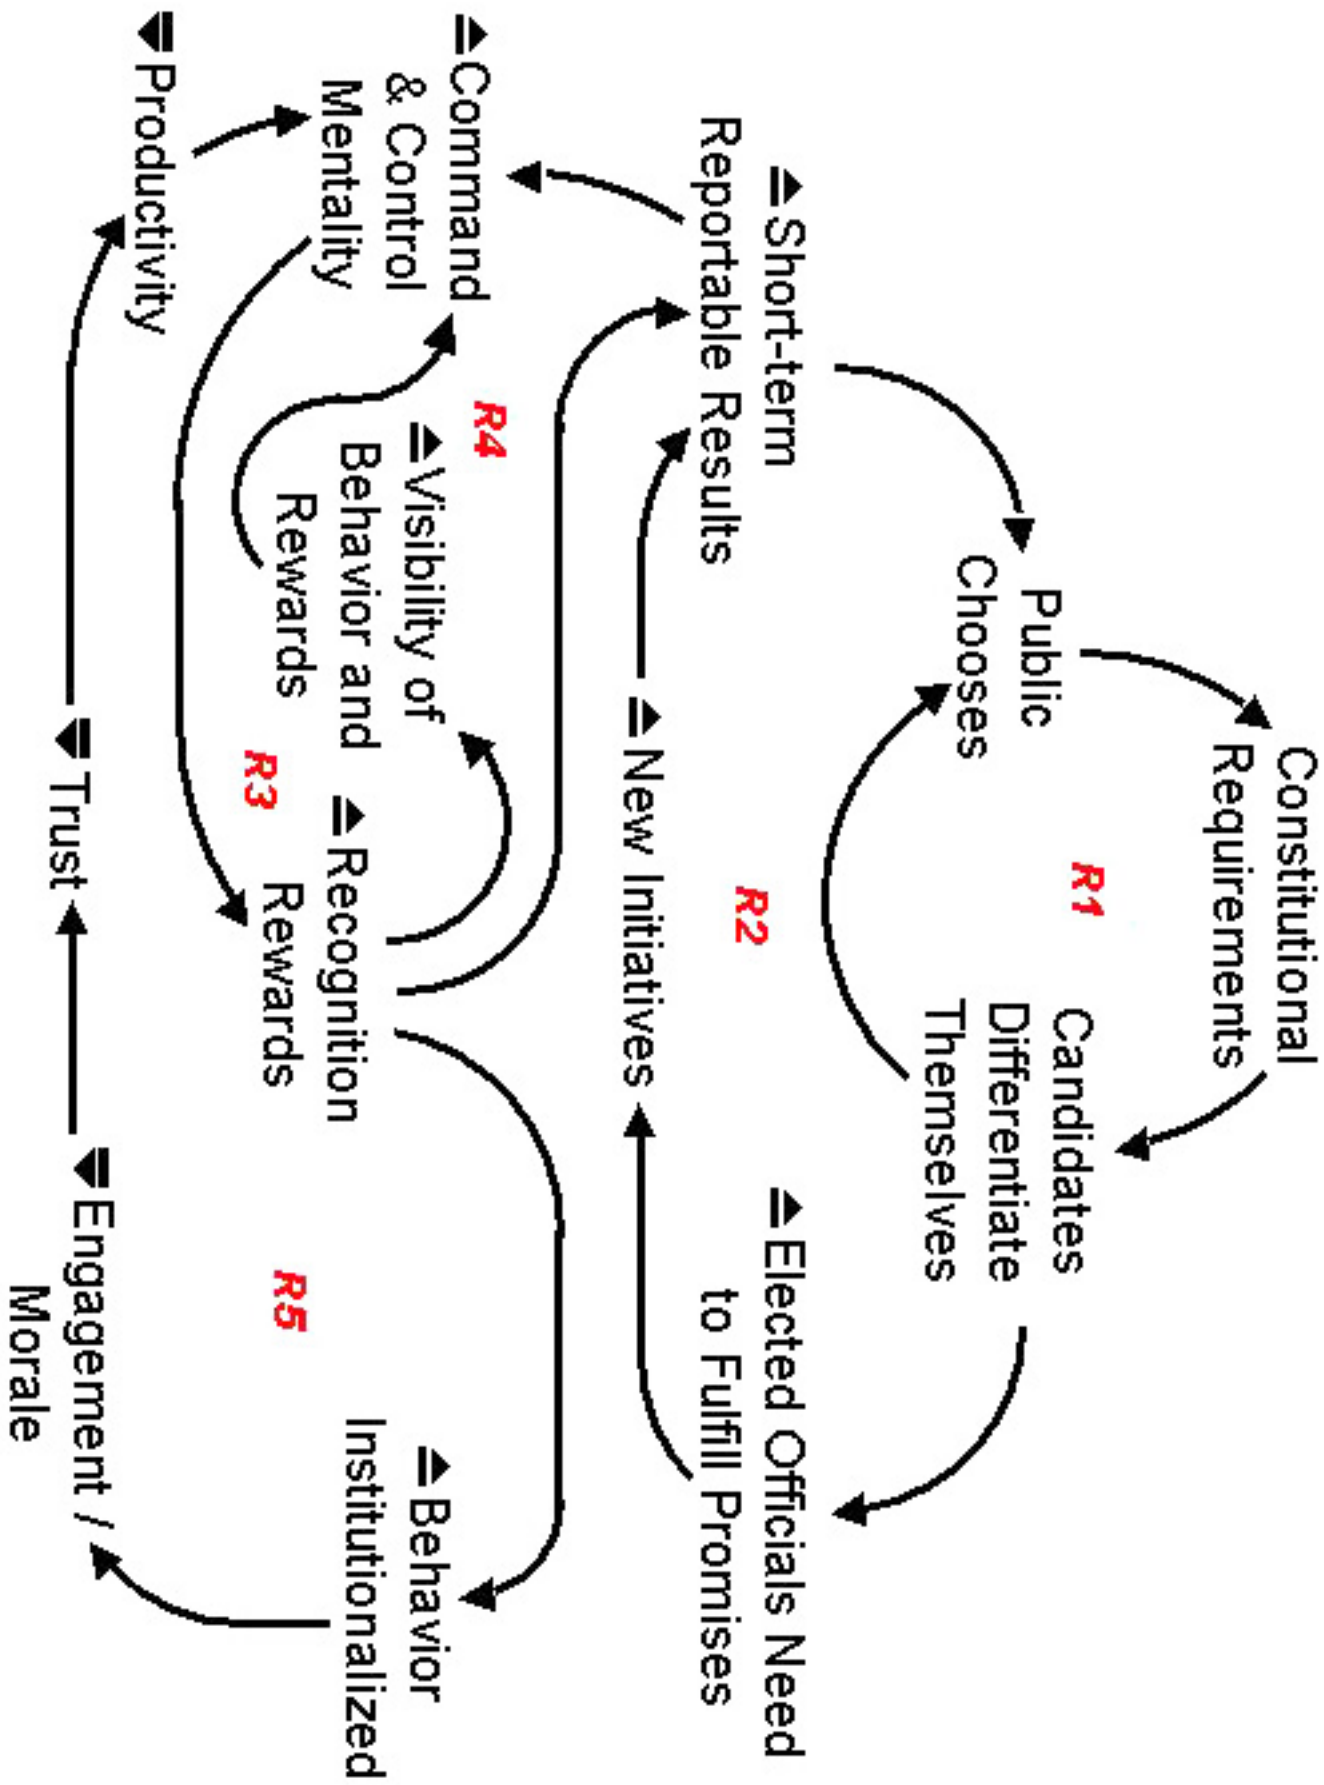 Constitutional
Requirements
Public
Chooses
R1
Candidates
Differentiate
Themselves
Short-term
Reportable Results
R2
Elected Officials Need
to Fulfill Promises
New Initiatives
Command
& Control
Mentality
R4
Visibility of
Behavior and
Rewards
R3
Recognition
Rewards
Behavior
Institutionalized
R5
Productivity
Trust
Engagement /
Morale